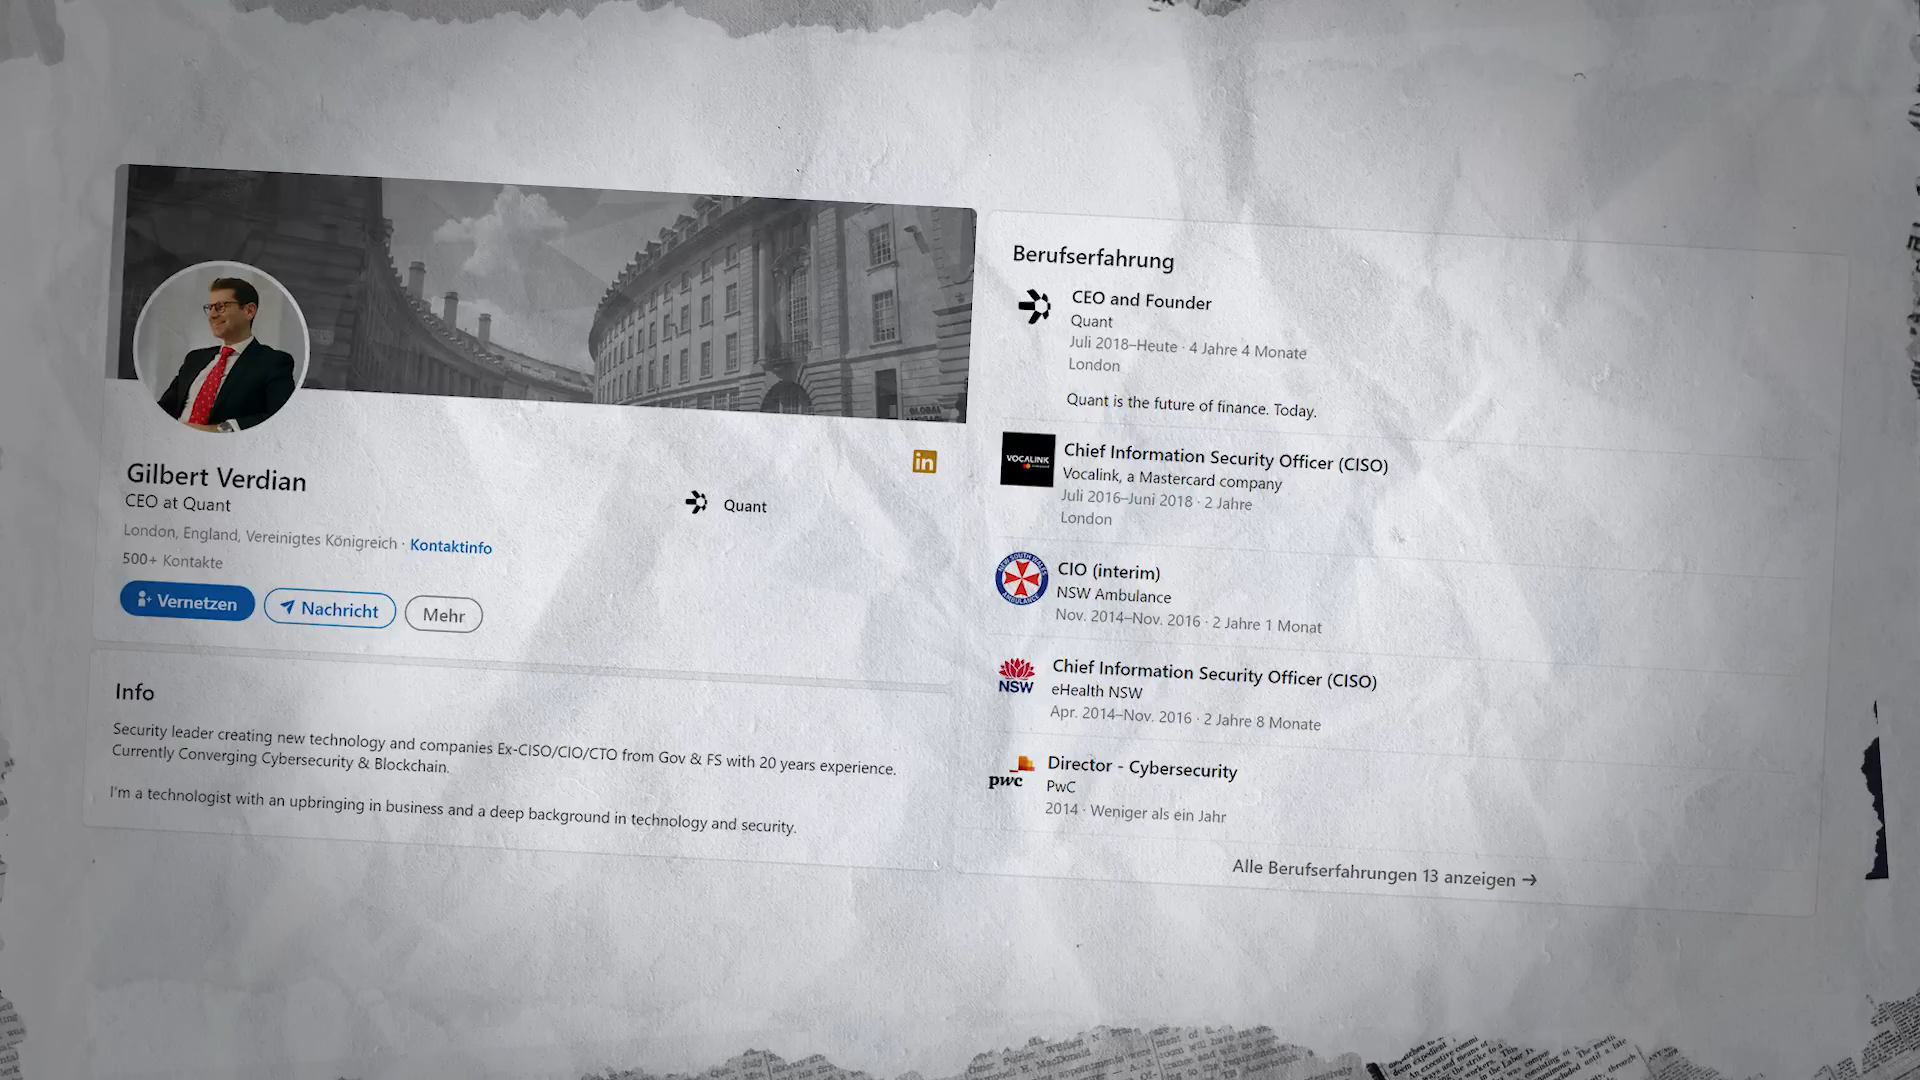 Gilbert Verdian
CEO at Quant
London, England, Vereinigtes Königreich · Kontaktinfo
500+ Kontakte
Vernetzen
Nachricht
Mehr
in
Quant
GLOBAL
Info
Security leader creating new technology and companies Ex-CISO/CIO/CTO from Gov & FS with 20 years experience.
Currently Converging Cybersecurity & Blockchain.
I'm a technologist with an upbringing in business and a deep background in technology and security.
Berufserfahrung
CEO and Founder
Quant
Juli 2018–Heute · 4 Jahre 4 Monate
London
Quant is the future of finance. Today.
VOCALINK
Chief Information Security Officer (CISO)
Vocalink, a Mastercard company
Juli 2016–Juni 2018 · 2 Jahre
London
NEW SOUTH WALES
AMBULANCE
CIO (interim)
NSW Ambulance
Nov. 2014–Nov. 2016 · 2 Jahre 1 Monat
NSW
Chief Information Security Officer (CISO)
eHealth NSW
Apr. 2014–Nov. 2016 · 2 Jahre 8 Monate
pwc
Director - Cybersecurity
PwC
2014 · Weniger als ein Jahr
Alle Berufserfahrungen 13 anzeigen →